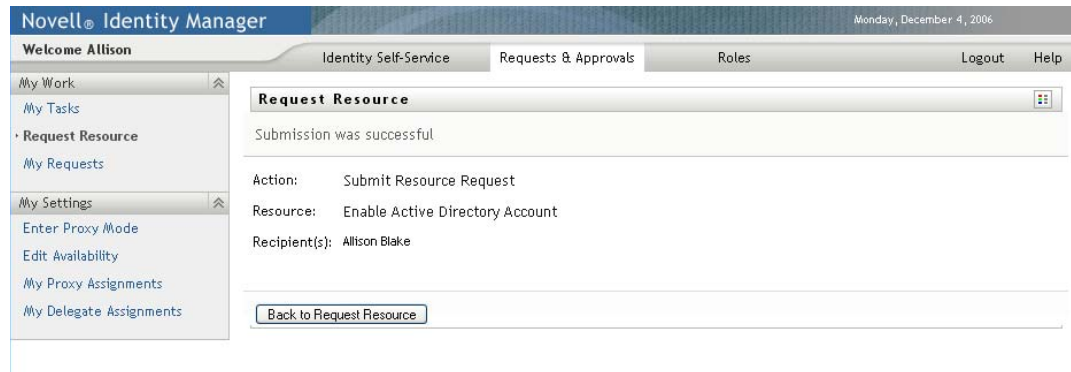 Novell® Identity Manager
Monday, December 4, 2006
Welcome Allison
Identity Self-Service
Requests & Approvals
Roles
Logout
Help
My Work
My Tasks
Request Resource
My Requests
My Settings
Enter Proxy Mode
Edit Availability
My Proxy Assignments
My Delegate Assignments
Request Resource
Submission was successful
Action: Submit Resource Request
Resource: Enable Active Directory Account
Recipient(s): Allison Blake
Back to Request Resource